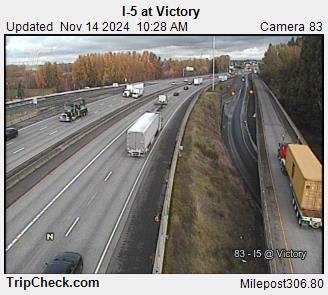 I-5 at Victory
Updated Nov 14 2024 10:28 AM Camera 83
N
83 - I5 @ Victory
TripCheck.com Milepost306.80